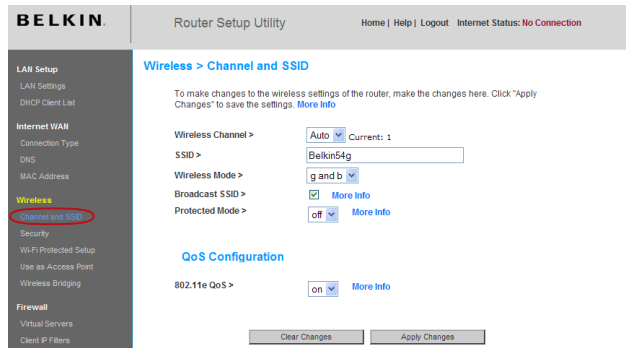 BELKIN.
Router Setup Utility
Home | Help | Logout Internet Status: No Connection
LAN Setup
LAN Settings
DHCP Client List
Internet WAN
Connection Type
DNS
MAC Address
Wireless
Channel and SSID
Security
Wi-Fi Protected Setup
Use as Access Point
Wireless Bridging
Firewall
Virtual Servers
Client IP Filters
Wireless > Channel and SSID
To make changes to the wireless settings of the router, make the changes here. Click "Apply
Changes" to save the settings. More Info
Wireless Channel > Auto Current: 1
SSID > Belkin54g
Wireless Mode > g and b
Broadcast SSID > More Info
Protected Mode > off More Info
QoS Configuration
802.11e QoS > on More Info
Clear Changes Apply Changes